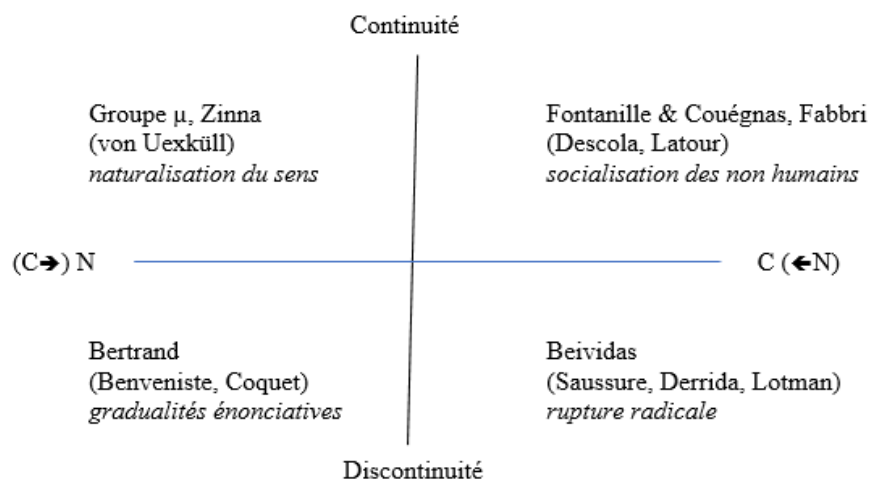 Continuité
Groupe µ, Zinna
(von Uexküll)
naturalisation du sens
Fontanille & Couégnas, Fabbri
(Descola, Latour)
socialisation des non humains
(C➔) N
C (🡸N)
Bertrand
(Benveniste, Coquet)
gradualités énonciatives
Beividas
(Saussure, Derrida, Lotman)
rupture radicale
Discontinuité